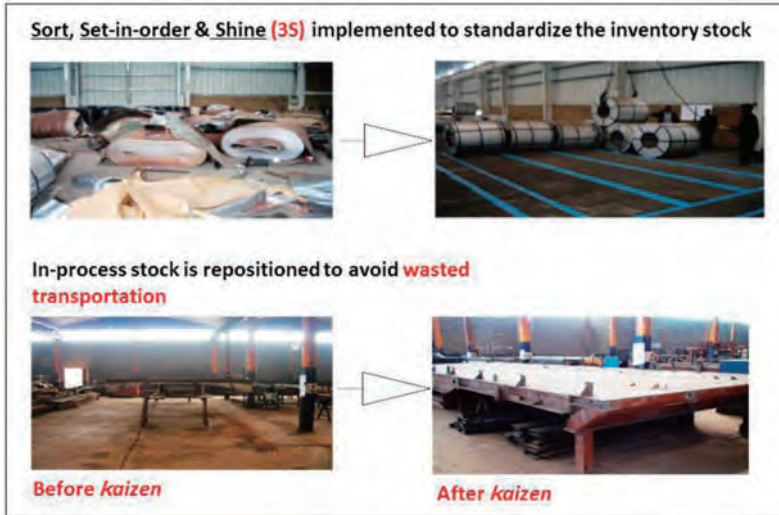 Sort, Set-in-order & Shine (3S) implemented to standardize the inventory stock
In-process stock is repositioned to avoid wasted
transportation
Before kaizen
After kaizen